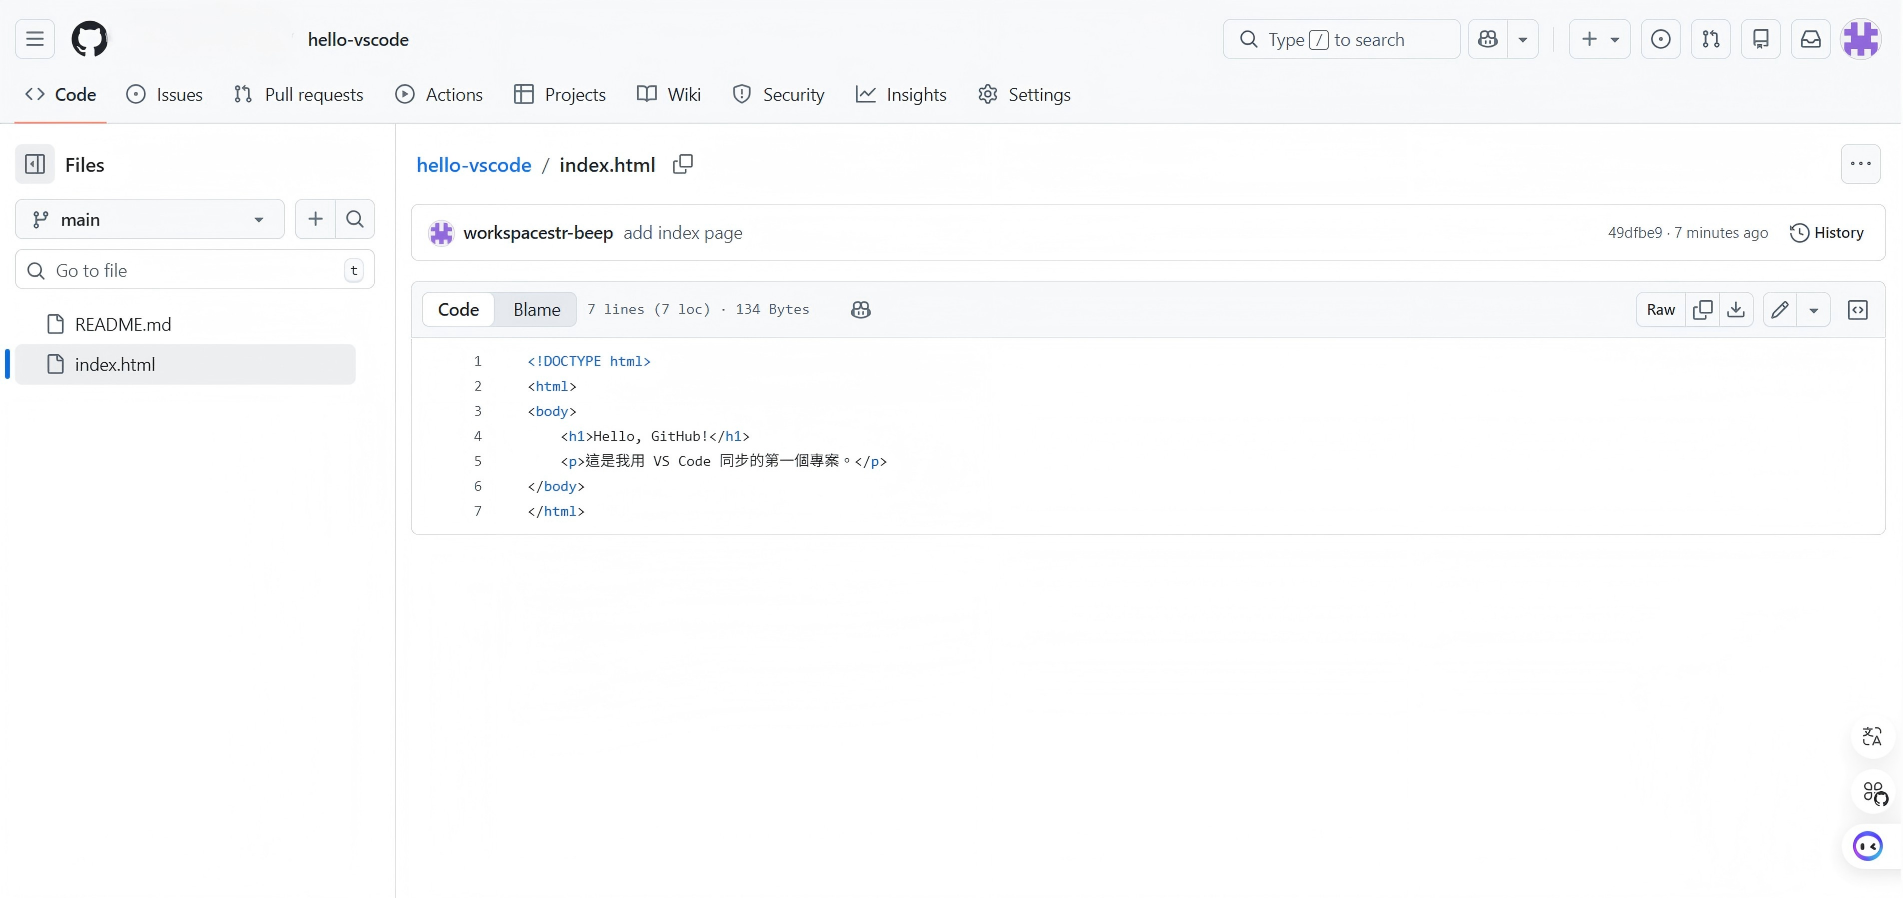 hello-vscode
Type / to search
Code Issues Pull requests Actions Projects Wiki Security Insights Settings
Files
main
Go to file t
README.md
index.html
hello-vscode / index.html
workspacestr-beep add index page
49dfbe9 · 7 minutes ago History
Code Blame 7 lines (7 loc) · 134 Bytes
Raw
1 <!DOCTYPE html>
2 <html>
3 <body>
4 <h1>Hello, GitHub!</h1>
5 <p>這是我用 VS Code 同步的第一個專案。</p>
6 </body>
7 </html>